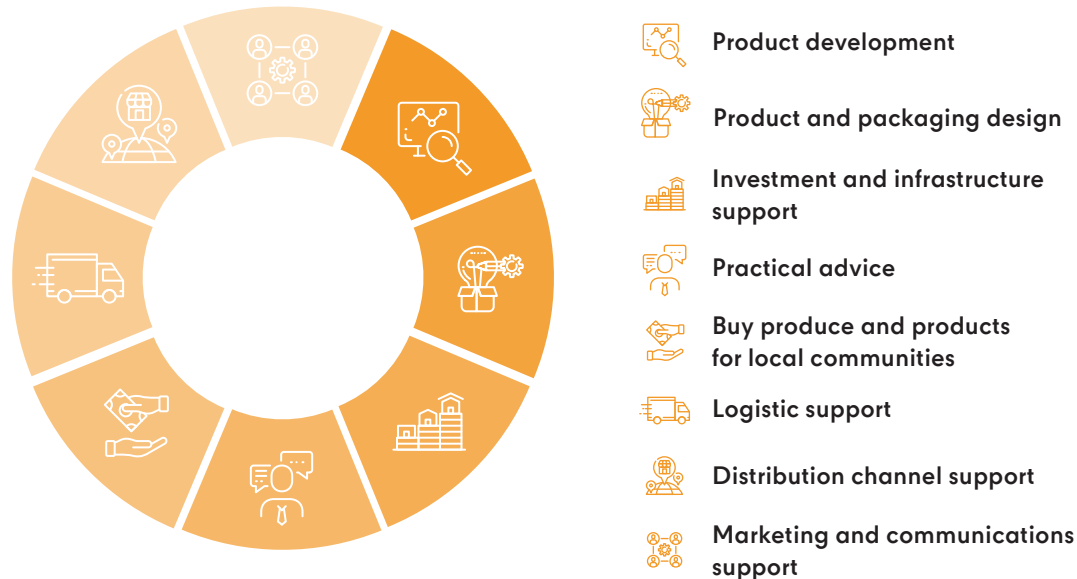 Product development
Product and packaging design
Investment and infrastructure
support
Practical advice
Buy produce and products
for local communities
Logistic support
Distribution channel support
Marketing and communications
support